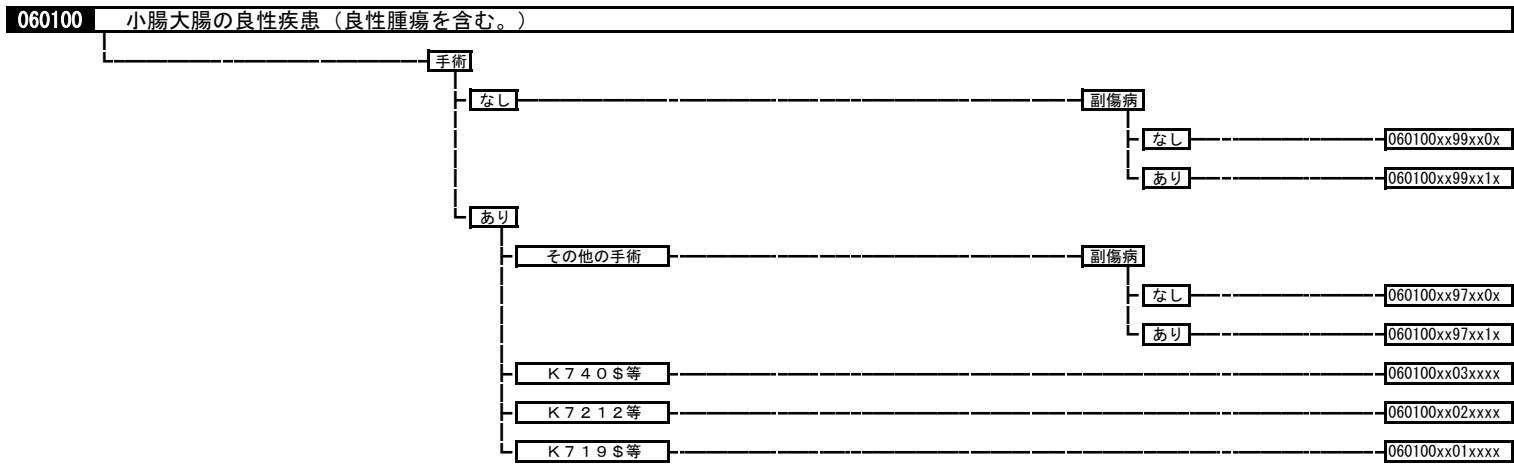 060100 小腸大腸の良性疾患（良性腫瘍を含む。）
手術
なし 副傷病
なし 060100xx99xx0x
あり 060100xx99xx1x
あり
その他の手術 副傷病
なし 060100xx97xx0x
あり 060100xx97xx1x
Ｋ７４０$等 060100xx03xxxx
Ｋ７２１２等 060100xx02xxxx
Ｋ７１９$等 060100xx01xxxx